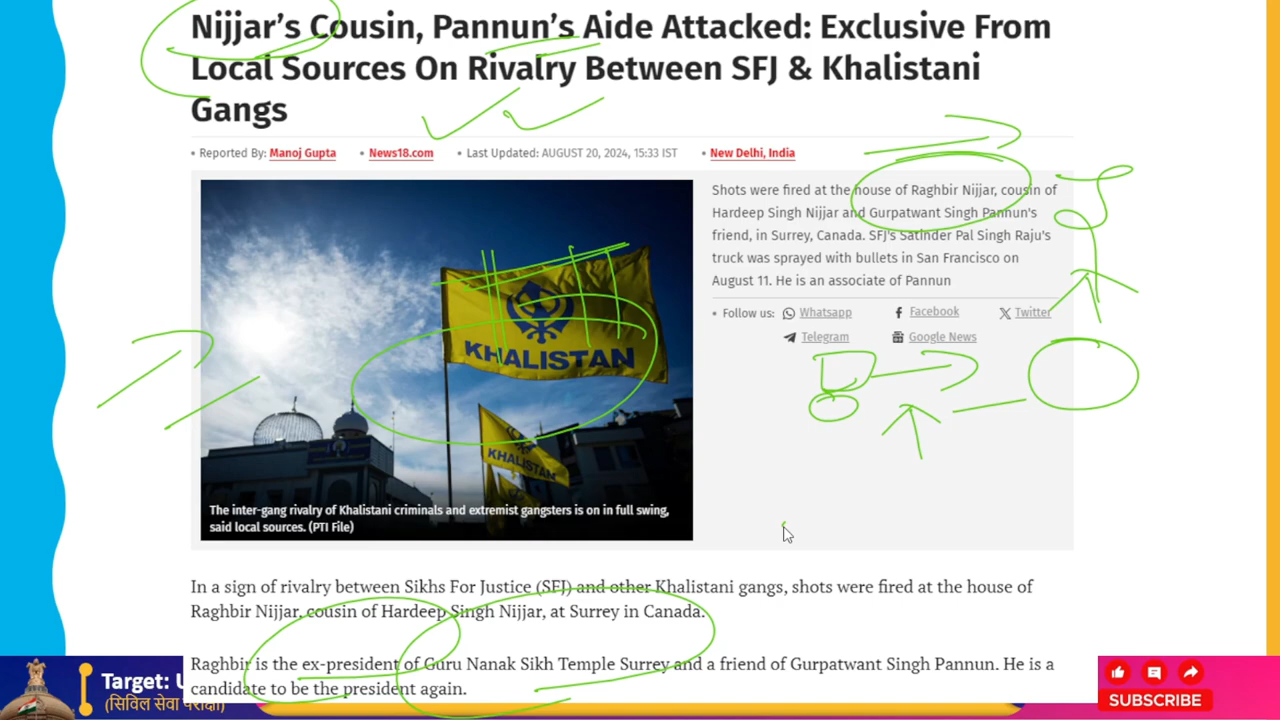 Nijjar's Cousin, Pannun's Aide Attacked: Exclusive From
Local Sources On Rivalry Between SFJ & Khalistani
Gangs
• Reported By: Manoj Gupta • News18.com • Last Updated: AUGUST 20, 2024, 15:33 IST • New Delhi, India
KHALISTAN
KHALISTAN
The inter-gang rivalry of Khalistani criminals and extremist gangsters is on in full swing,
said local sources. (PTI File)
Shots were fired at the house of Raghbir Nijjar, cousin of
Hardeep Singh Nijjar and Gurpatwant Singh Pannun's
friend, in Surrey, Canada. SFJ's Satinder Pal Singh Raju's
truck was sprayed with bullets in San Francisco on
August 11. He is an associate of Pannun
• Follow us: Whatsapp Facebook Twitter
Telegram Google News
In a sign of rivalry between Sikhs For Justice (SFJ) and other Khalistani gangs, shots were fired at the house of
Raghbir Nijjar, cousin of Hardeep Singh Nijjar, at Surrey in Canada.
Raghbir is the ex-president of Guru Nanak Sikh Temple Surrey and a friend of Gurpatwant Singh Pannun. He is a
candidate to be the president again.
Target: U
(सिविल सेवा परीक्षा)
SUBSCRIBE